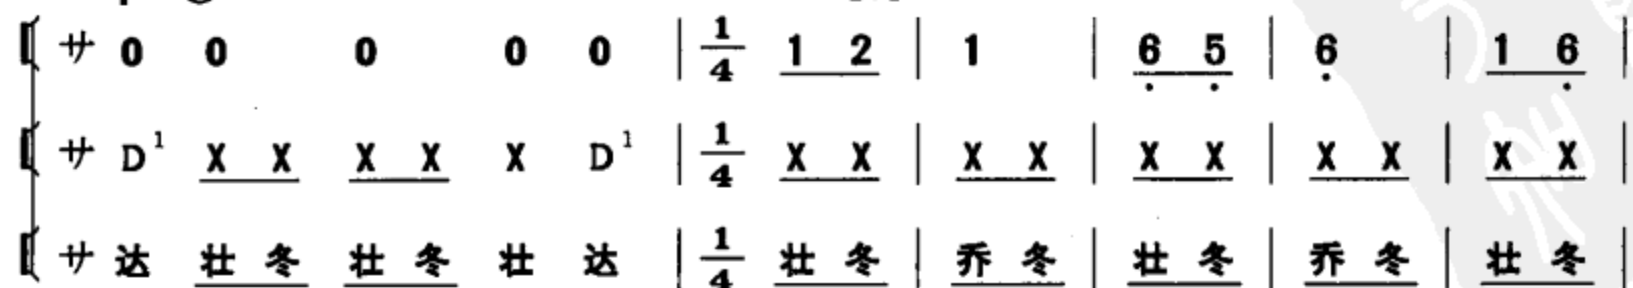 サ 0 0 0 0 0 | 1/4 1 2 | 1 | 6̣ 5̣ | 6̣ | 1 6̣ |
サ D¹ X X X X X D¹ | 1/4 X X | X X | X X | X X | X X |
サ 达 壮 冬 壮 冬 壮 达 | 1/4 壮 冬 | 乔 冬 | 壮 冬 | 乔 冬 | 壮 冬